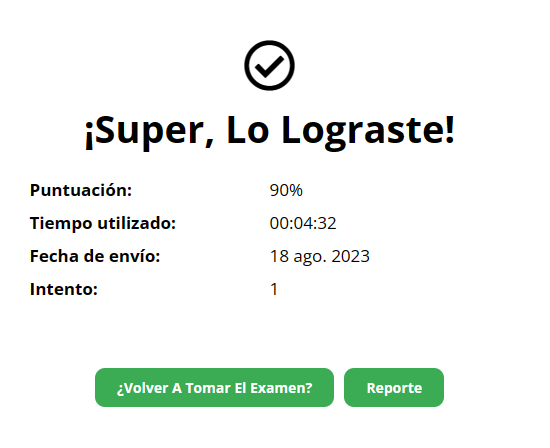 ¡Super, Lo Lograste!
Puntuación: 90%
Tiempo utilizado: 00:04:32
Fecha de envío: 18 ago. 2023
Intento: 1
¿Volver A Tomar El Examen? Reporte